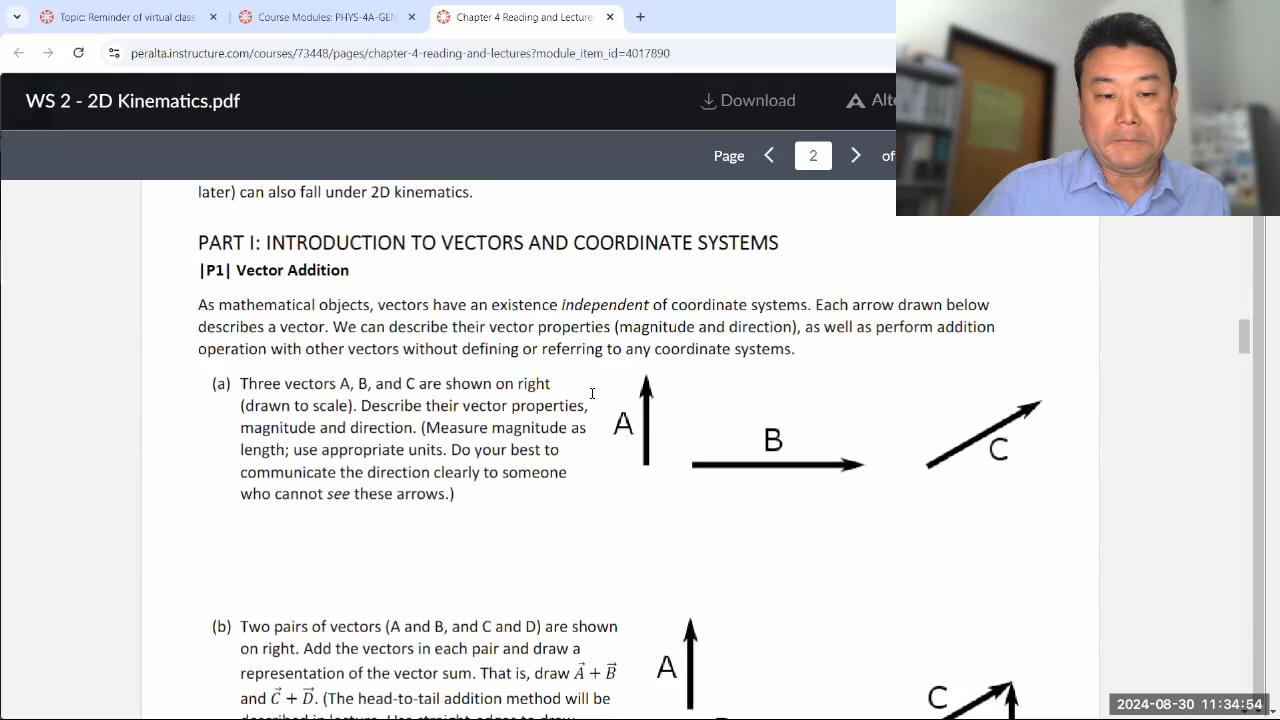 Topic: Reminder of virtual class
Course Modules: PHYS-4A-GEN
Chapter 4 Reading and Lectures
peralta.instructure.com/courses/73448/pages/chapter-4-reading-and-lectures?module_item_id=4017890
WS 2 - 2D Kinematics.pdf
Download
Page 2 of
later) can also fall under 2D kinematics.
PART I: INTRODUCTION TO VECTORS AND COORDINATE SYSTEMS
|P1| Vector Addition
As mathematical objects, vectors have an existence independent of coordinate systems. Each arrow drawn below
describes a vector. We can describe their vector properties (magnitude and direction), as well as perform addition
operation with other vectors without defining or referring to any coordinate systems.
(a) Three vectors A, B, and C are shown on right
(drawn to scale). Describe their vector properties,
magnitude and direction. (Measure magnitude as
length; use appropriate units. Do your best to
communicate the direction clearly to someone
who cannot see these arrows.)
A
B
C
(b) Two pairs of vectors (A and B, and C and D) are shown
on right. Add the vectors in each pair and draw a
representation of the vector sum. That is, draw A⃗ + B⃗
and C⃗ + D⃗. (The head-to-tail addition method will be
A
C
2024-08-30 11:34:54